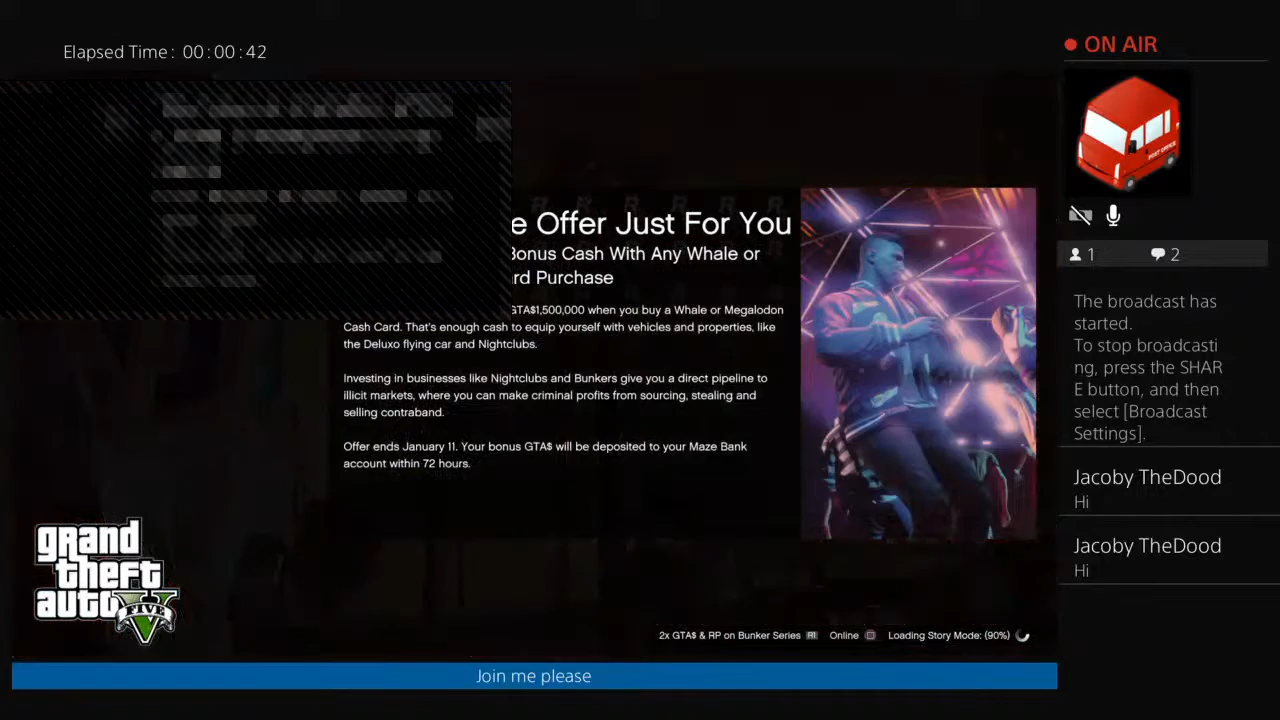 Elapsed Time: 00:00:42
ON AIR
POST OFFICE
1
2
e Offer Just For You
Bonus Cash With Any Whale or
rd Purchase
GTA$1,500,000 when you buy a Whale or Megalodon
Cash Card. That's enough cash to equip yourself with vehicles and properties, like
the Deluxo flying car and Nightclubs.
Investing in businesses like Nightclubs and Bunkers give you a direct pipeline to
illicit markets, where you can make criminal profits from sourcing, stealing and
selling contraband.
Offer ends January 11. Your bonus GTA$ will be deposited to your Maze Bank
account within 72 hours.
The broadcast has
started.
To stop broadcasti
ng, press the SHAR
E button, and then
select [Broadcast
Settings].
Jacoby TheDood
Hi
Jacoby TheDood
Hi
grand
theft
auto V
FIVE
2x GTA$ & RP on Bunker Series R1 Online Loading Story Mode: (90%)
Join me please